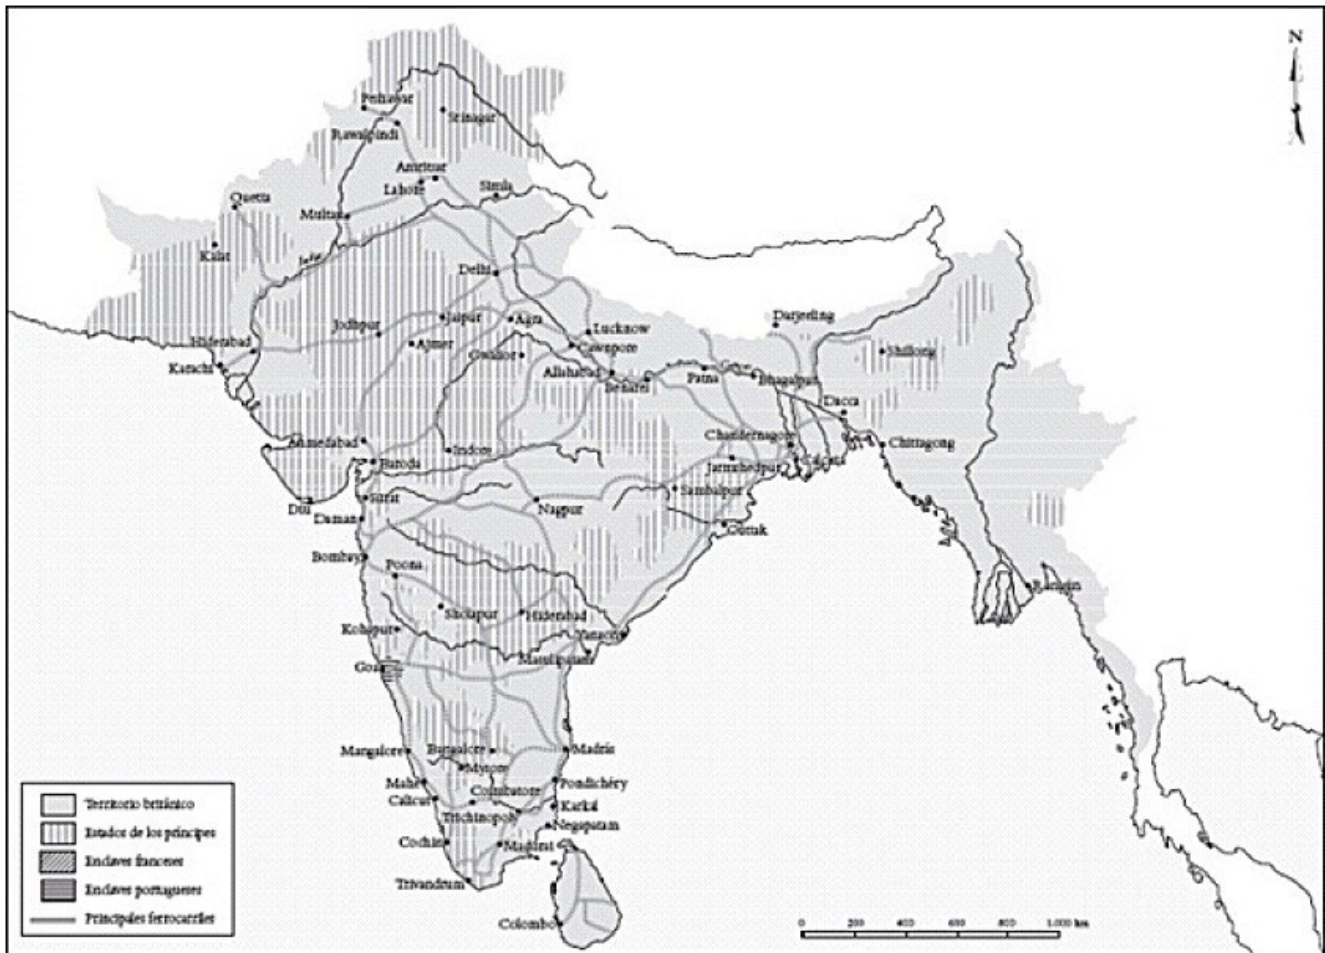 N
Peshawar
Srinagar
Rawalpindi
Amritsar
Lahore
Simla
Quetta
Multan
Kalat
Delhi
Jodhpur
Jaipur
Agra
Lucknow
Darjeeling
Hiderabad
Ajmer
Gwalior
Cawnpore
Shillong
Karachi
Allahabad
Benarés
Patna
Bhagalpur
Dacca
Ahmedabad
Indore
Chandernagore
Chittagong
Baroda
Jamshedpur
Calcuta
Surat
Nagpur
Sambalpur
Diu
Daman
Cuttak
Bombay
Poona
Rangún
Sholapur
Hiderabad
Kohapur
Yanaon
Masulipatam
Goa
Mangalore
Bangalore
Madrás
Mysore
Mahé
Coimbatore
Pondichéry
Calicut
Karikal
Trichinopoly
Negapatam
Cochin
Madurai
Trivandrum
Colombo
Territorio británico
Estados de los príncipes
Enclaves franceses
Enclaves portugueses
Principales ferrocarriles
0 200 400 600 800 1.000 km